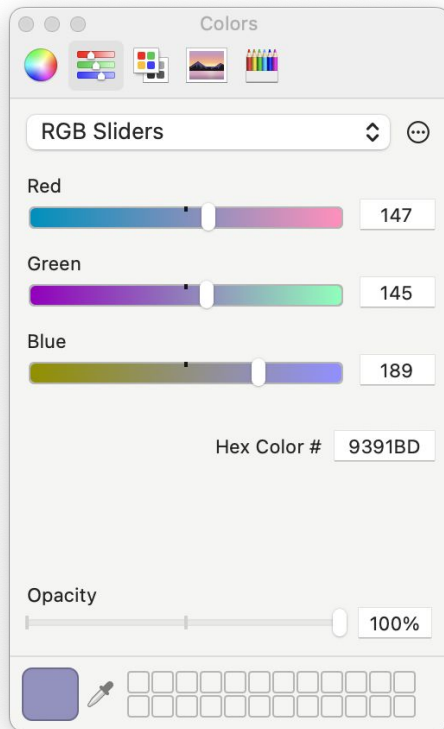 Colors
RGB Sliders
Red
147
Green
145
Blue
189
Hex Color # 9391BD
Opacity
100%